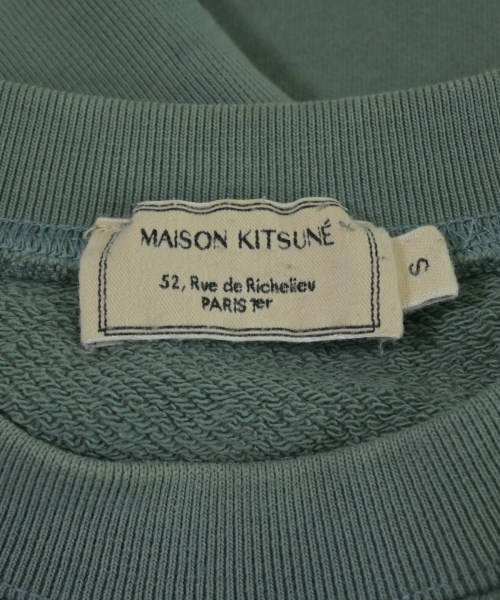 MAISON KITSUNÉ
52, Rue de Richelieu
PARIS 1er
S